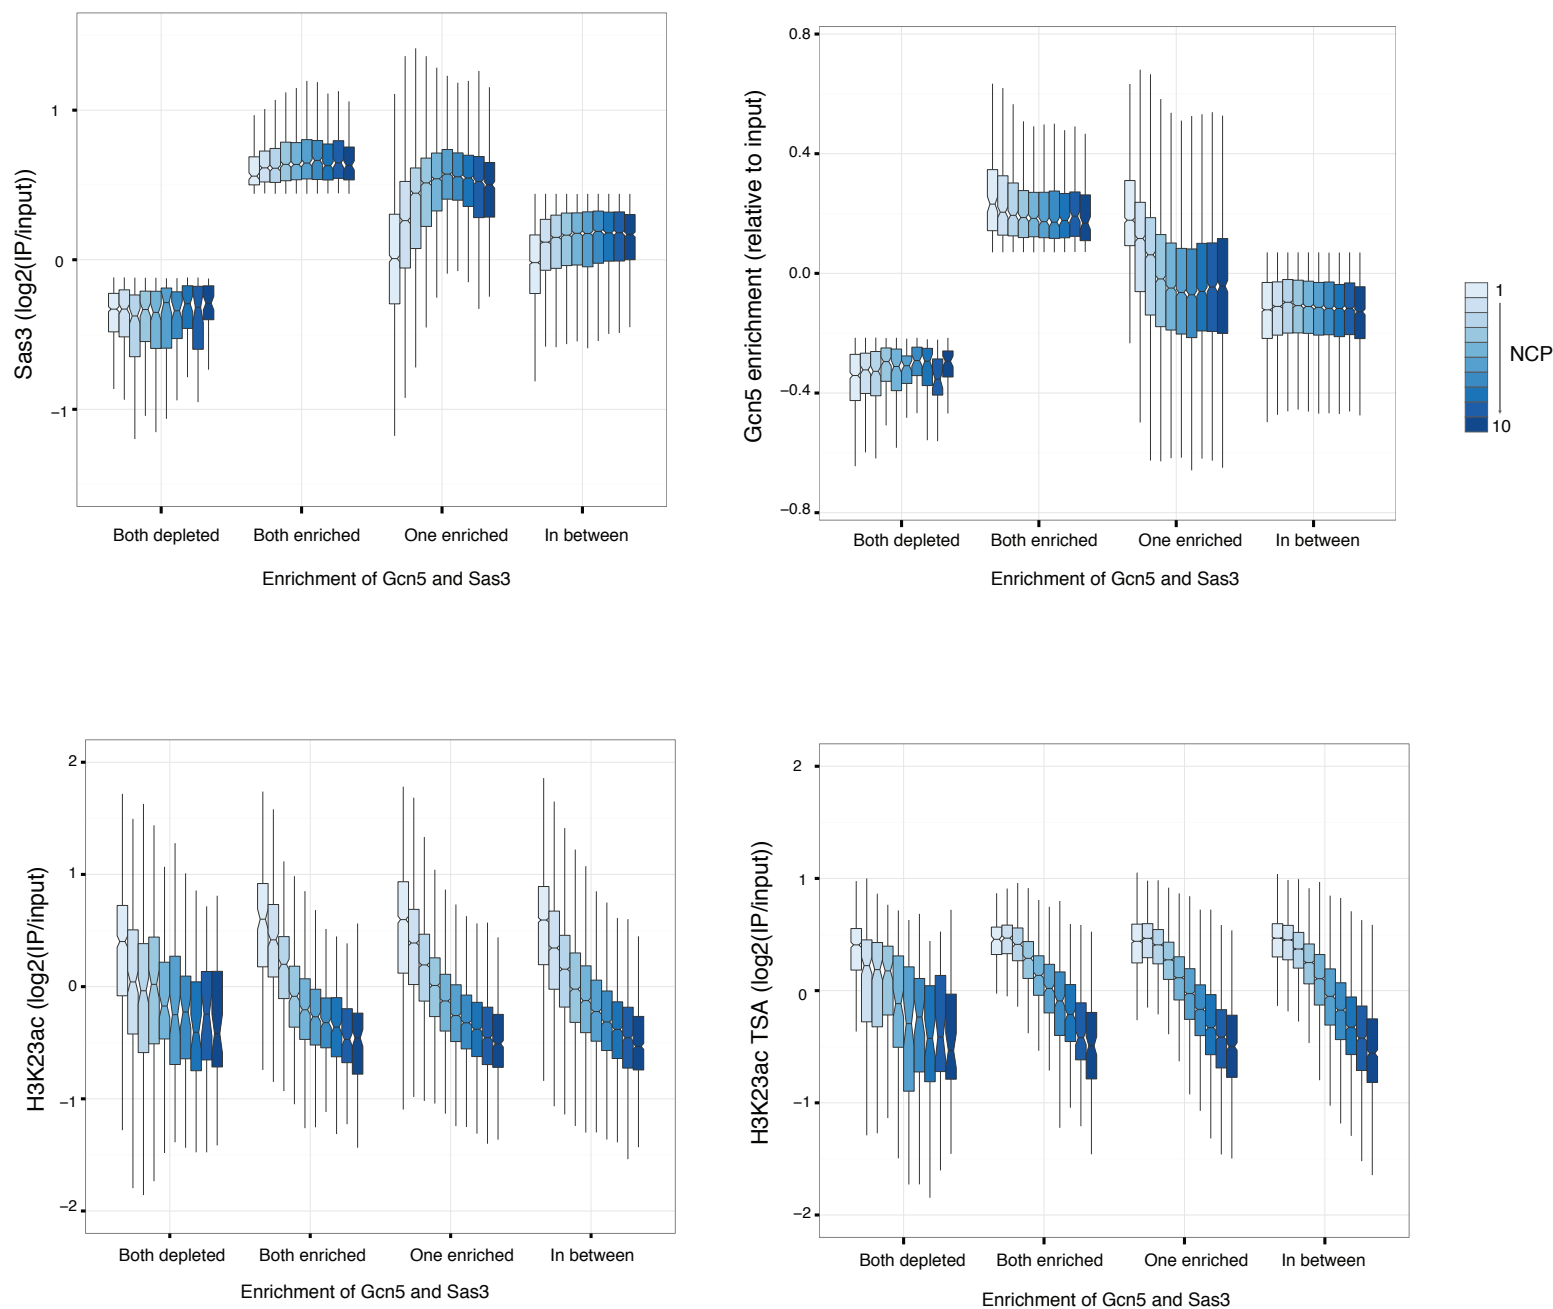 Sas3 (log2(IP/input))
1
0
−1
Both depleted
Both enriched
One enriched
In between
Enrichment of Gcn5 and Sas3
Gcn5 enrichment (relative to input)
0.8
0.4
0.0
−0.4
−0.8
Both depleted
Both enriched
One enriched
In between
Enrichment of Gcn5 and Sas3
1
NCP
10
H3K23ac (log2(IP/input)
2
1
0
−1
−2
Both depleted
Both enriched
One enriched
In between
Enrichment of Gcn5 and Sas3
H3K23ac TSA (log2(IP/input))
2
1
0
−1
−2
Both depleted
Both enriched
One enriched
In between
Enrichment of Gcn5 and Sas3